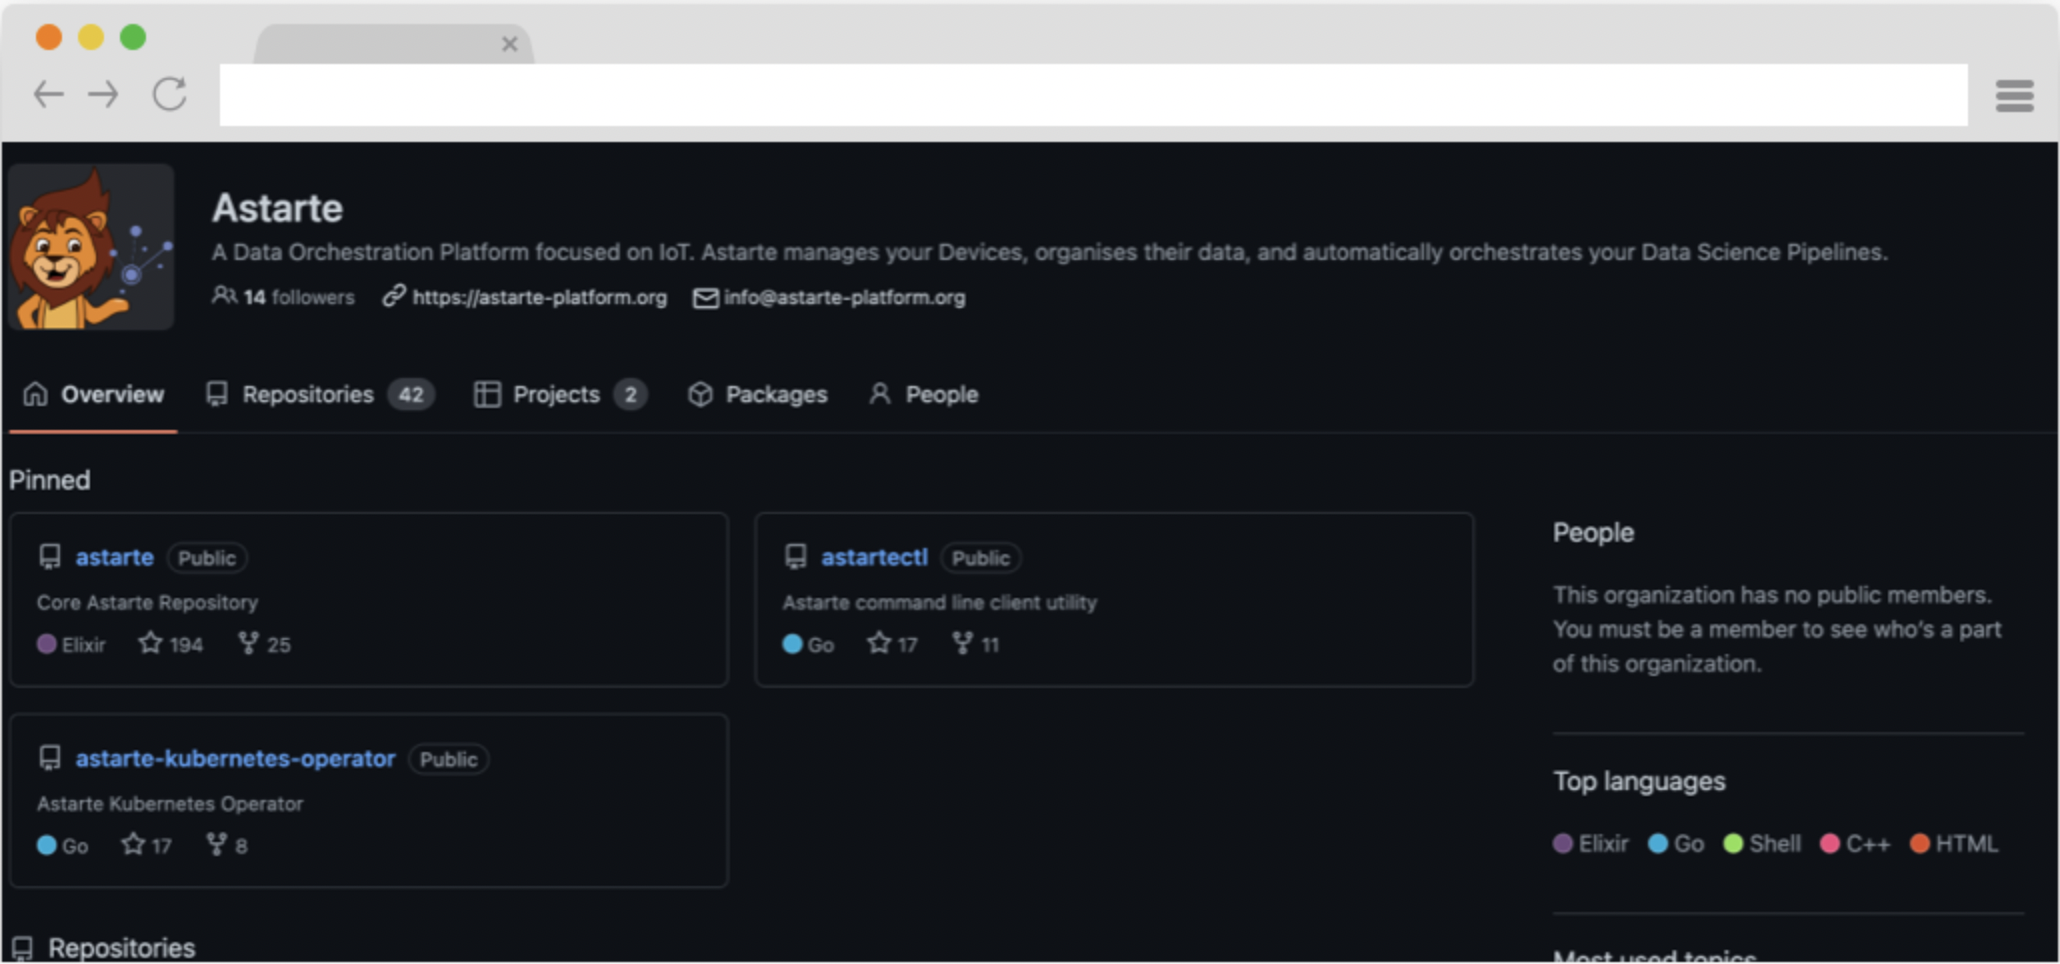 Astarte
A Data Orchestration Platform focused on IoT. Astarte manages your Devices, organises their data, and automatically orchestrates your Data Science Pipelines.
14 followers https://astarte-platform.org info@astarte-platform.org
Overview Repositories 42 Projects 2 Packages People
Pinned
astarte Public
Core Astarte Repository
Elixir 194 25
astartectl Public
Astarte command line client utility
Go 17 11
astarte-kubernetes-operator Public
Astarte Kubernetes Operator
Go 17 8
Repositories
People
This organization has no public members.
You must be a member to see who's a part
of this organization.
Top languages
Elixir Go Shell C++ HTML
Most used topics